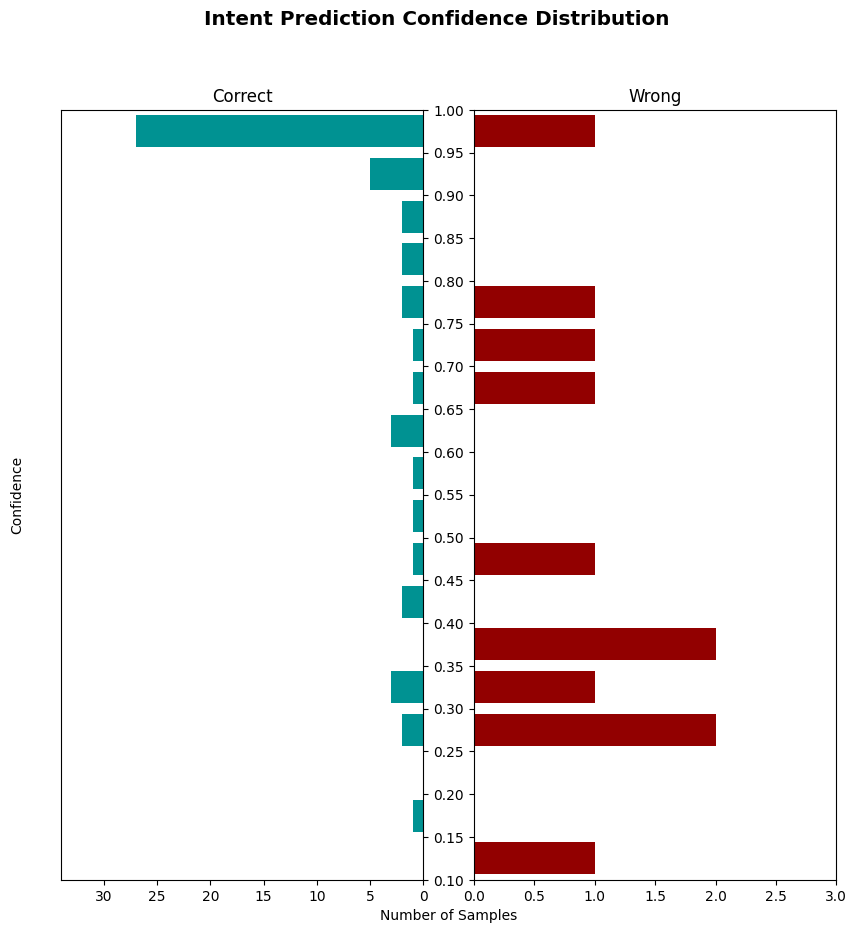 Intent Prediction Confidence Distribution
Correct
Wrong
1.00
0.95
0.90
0.85
0.80
0.75
0.70
0.65
0.60
0.55
0.50
0.45
0.40
0.35
0.30
0.25
0.20
0.15
0.10
Confidence
30 25 20 15 10 5 0
0.0 0.5 1.0 1.5 2.0 2.5 3.0
Number of Samples